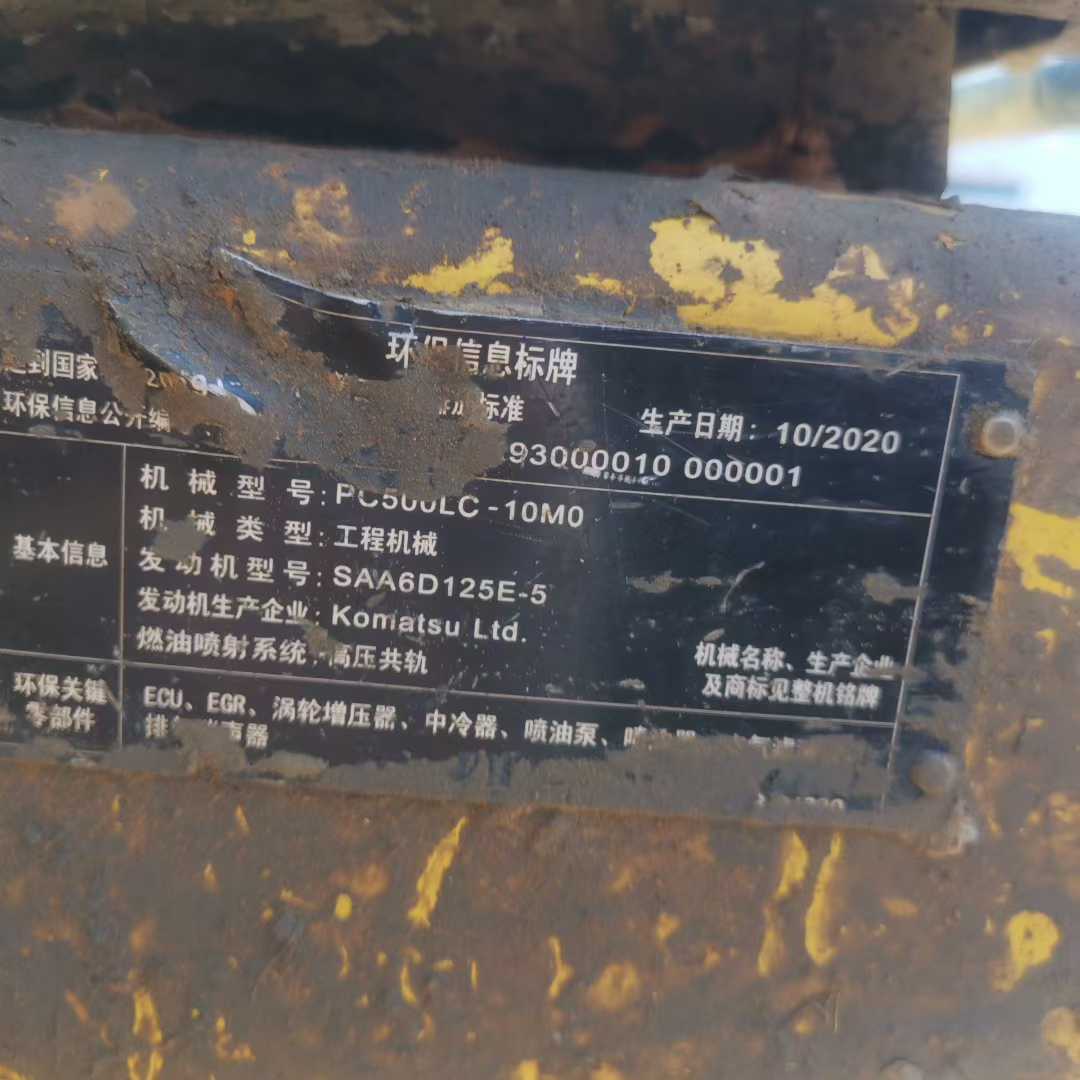 环保信息标牌
到国家 标准 生产日期: 10/2020
环保信息公开编 93000010 000001
基本信息
机械型号: PC500LC-10M0
机械类型: 工程机械
发动机型号: SAA6D125E-5
发动机生产企业: Komatsu Ltd.
燃油喷射系统: 高压共轨
机械名称、生产企业
及商标见整机铭牌
环保关键
零部件
ECU、EGR、涡轮增压器、中冷器、喷油泵、
排 声器